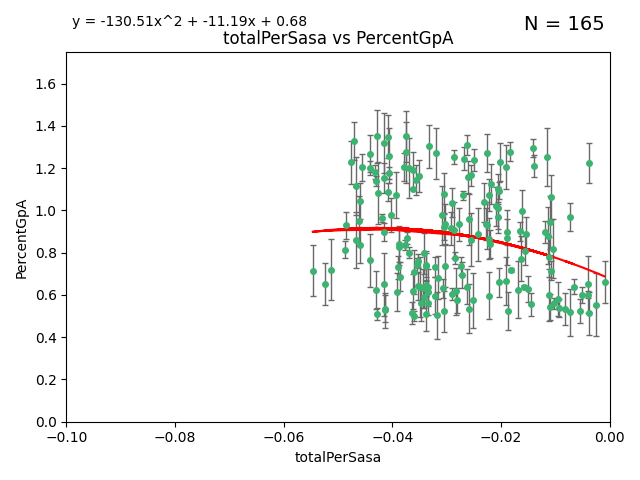 y = -130.51x^2 + -11.19x + 0.68
N = 165
totalPerSasa vs PercentGpA
PercentGpA
1.6
1.4
1.2
1.0
0.8
0.6
0.4
0.2
0.0
−0.10 −0.08 −0.06 −0.04 −0.02 0.00
totalPerSasa